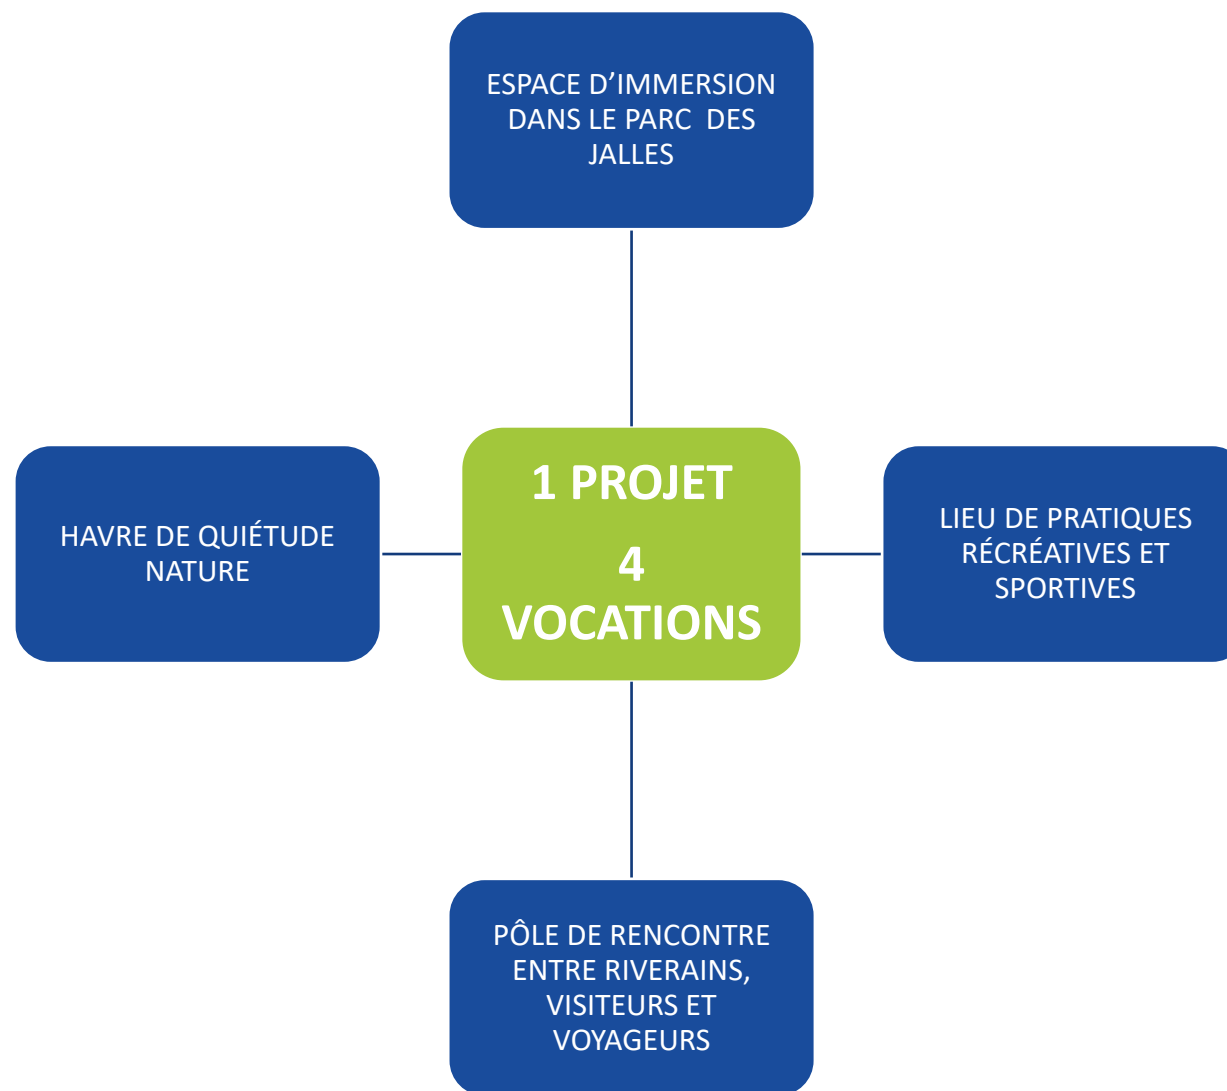 ESPACE D’IMMERSION
DANS LE PARC  DES
JALLES
HAVRE DE QUIÉTUDE
NATURE
1 PROJET
4
VOCATIONS
LIEU DE PRATIQUES
RÉCRÉATIVES ET
SPORTIVES
PÔLE DE RENCONTRE
ENTRE RIVERAINS,
VISITEURS ET
VOYAGEURS